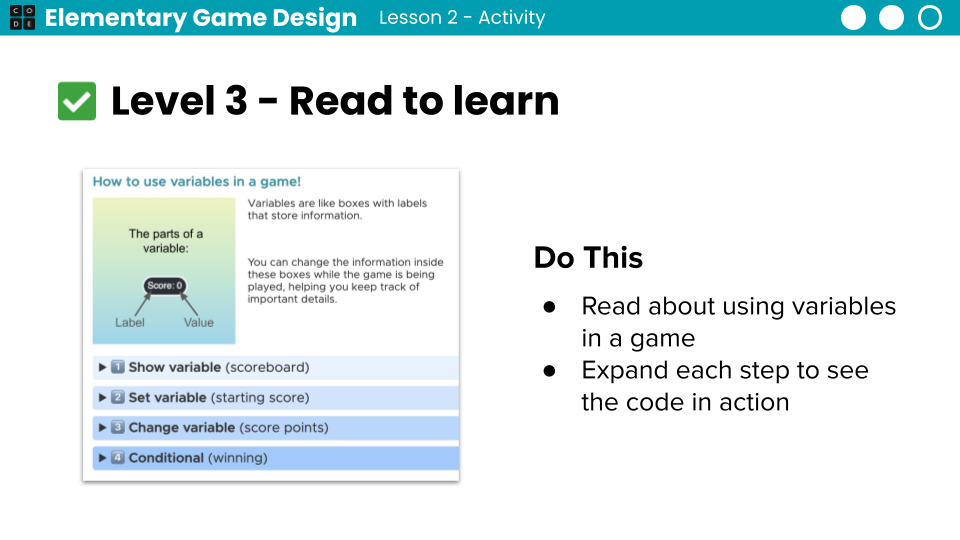 C O
D E
Elementary Game Design Lesson 2 - Activity
Level 3 - Read to learn
How to use variables in a game!
The parts of a
variable:
Score: 0
Label Value
Variables are like boxes with labels
that store information.
You can change the information inside
these boxes while the game is being
played, helping you keep track of
important details.
1 Show variable (scoreboard)
2 Set variable (starting score)
3 Change variable (score points)
4 Conditional (winning)
Do This
● Read about using variables
in a game
● Expand each step to see
the code in action